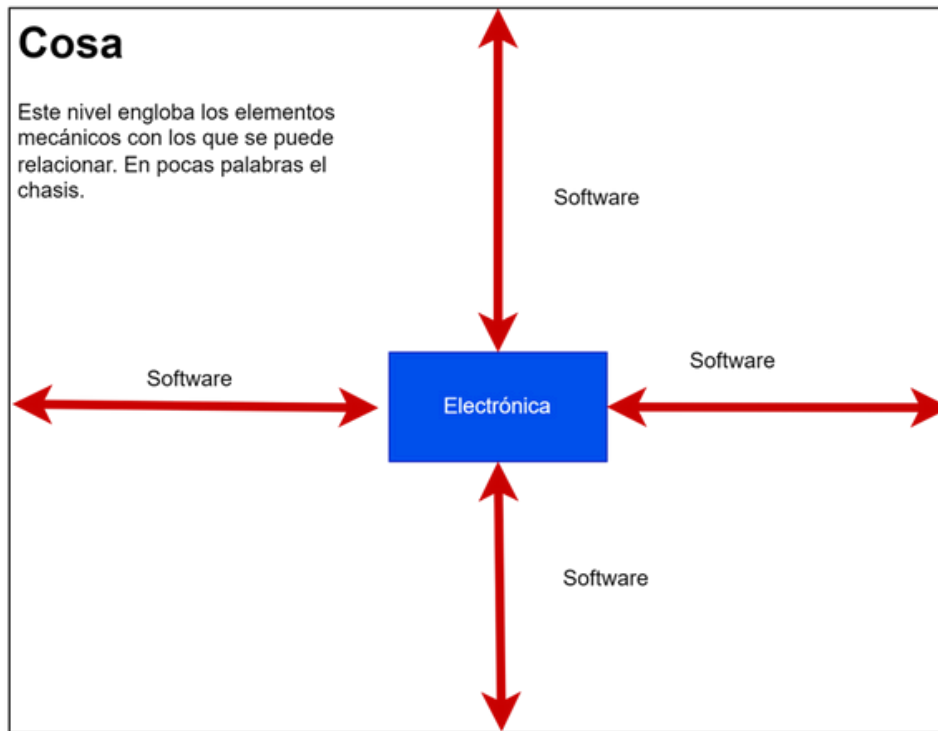 Cosa
Este nivel engloba los elementos
mecánicos con los que se puede
relacionar. En pocas palabras el
chasis.
Software
Software
Software
Electrónica
Software